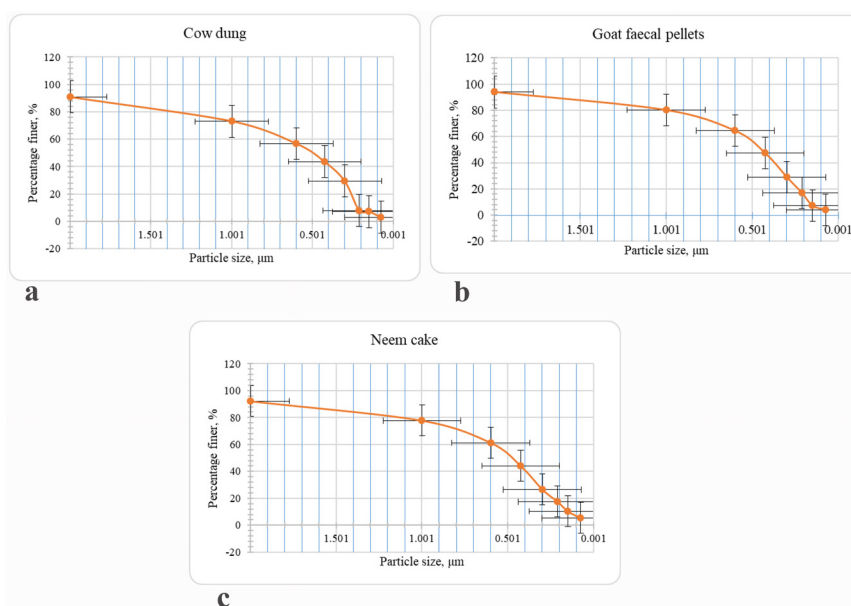 Cow dung
120
100
80
60
40
20
0
-20
Percentage finer, %
1.501 1.001 0.501 0.001
Particle size, μm
a
Goat faecal pellets
120
100
80
60
40
20
0
-20
Percentage finer, %
1.501 1.001 0.501 0.001
Particle size, μm
b
Neem cake
120
100
80
60
40
20
0
-20
Percentage finer, %
1.501 1.001 0.501 0.001
Particle size, μm
c